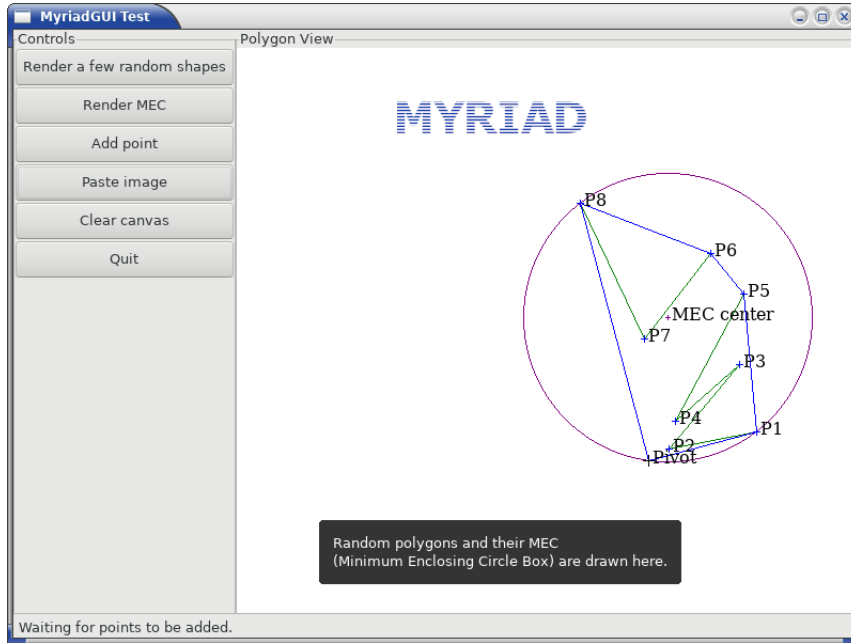 MyriadGUI Test
Controls
Polygon View
Render a few random shapes
Render MEC
Add point
Paste image
Clear canvas
Quit
MYRIAD
P8
P6
P5
MEC center
P7
P3
P4
P1
P2
Pivot
Random polygons and their MEC
(Minimum Enclosing Circle Box) are drawn here.
Waiting for points to be added.